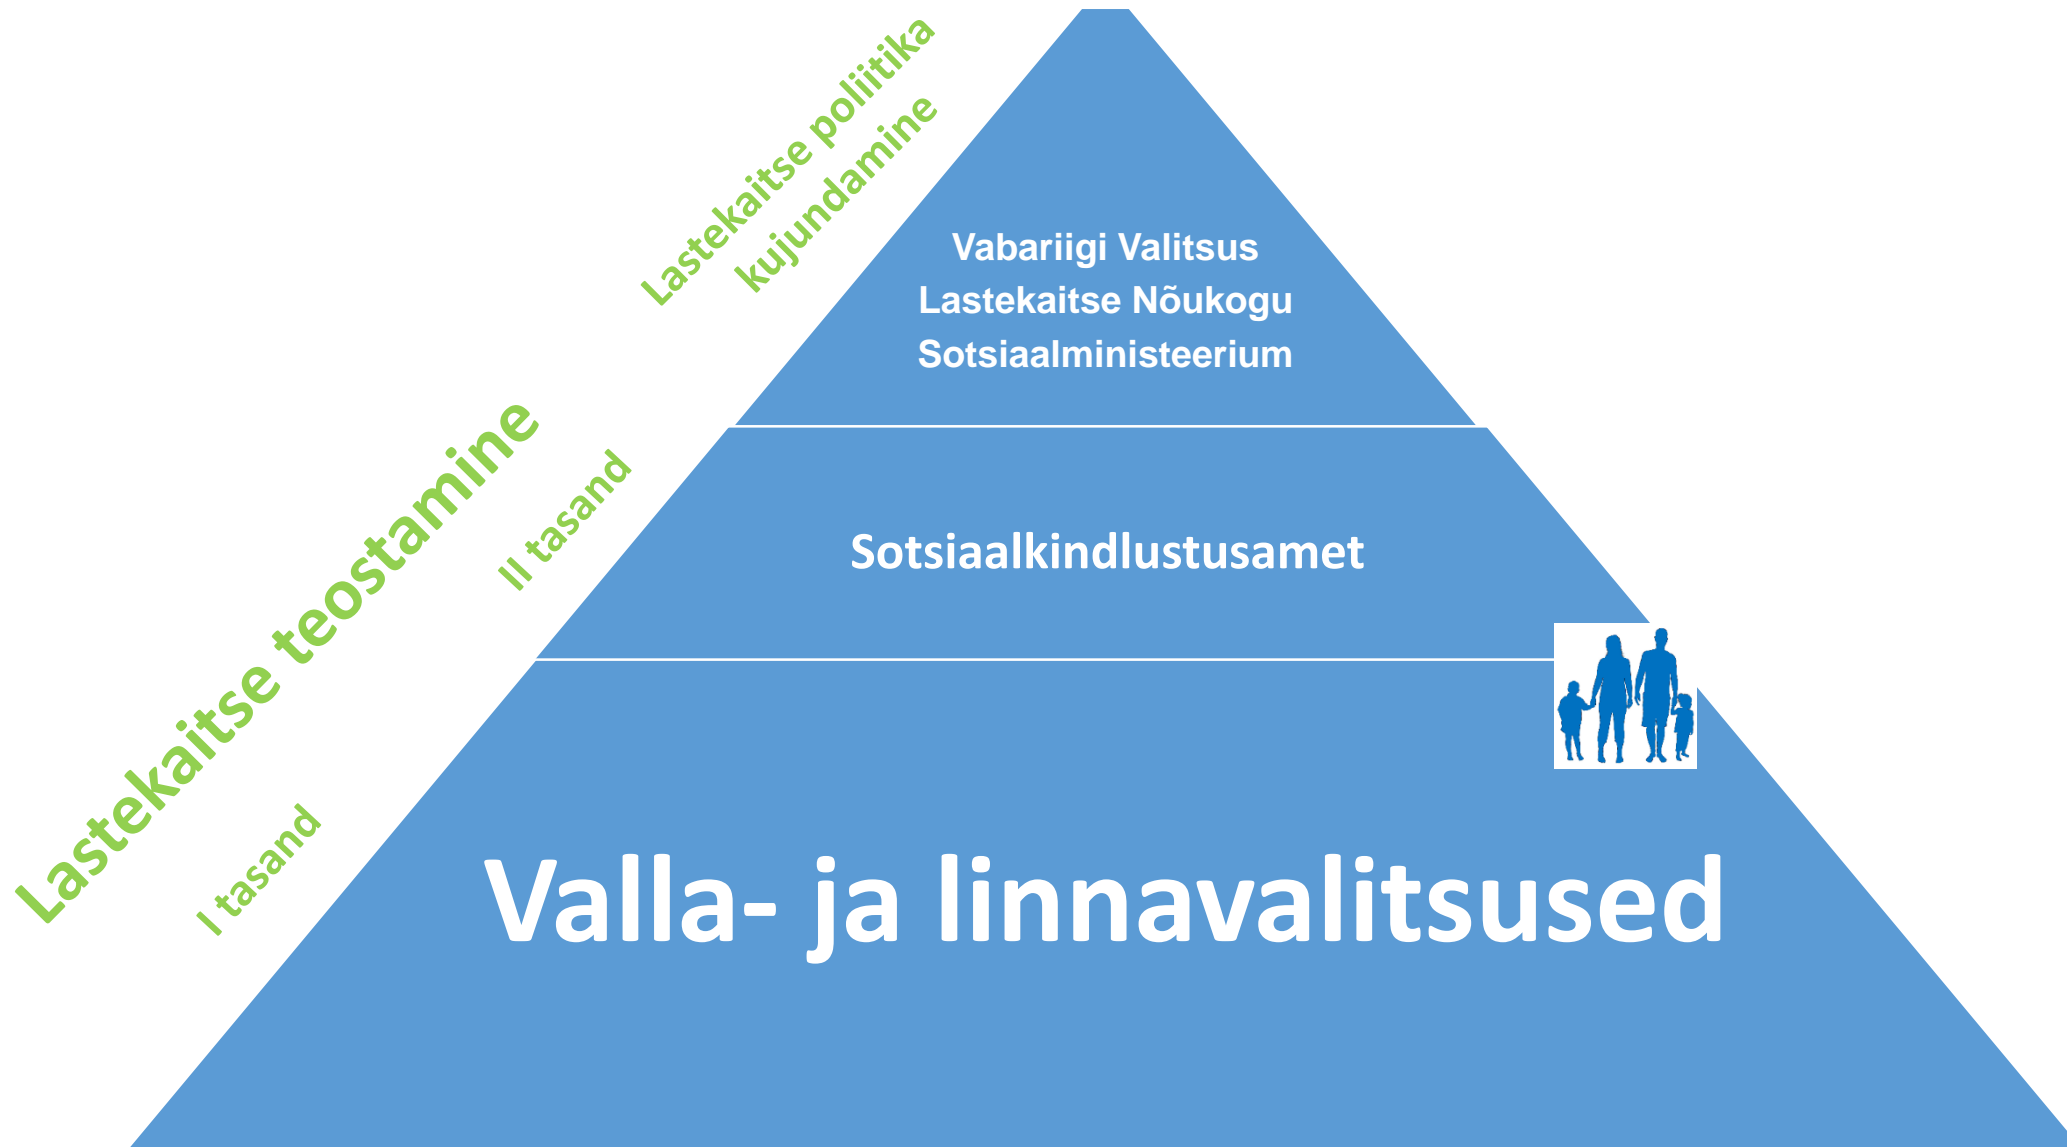 Lastekaitse poliitika
kujundamine
Vabariigi Valitsus
Lastekaitse Nõukogu
Sotsiaalministeerium
Lastekaitse teostamine
II tasand
Sotsiaalkindlustusamet
I tasand
Valla- ja linnavalitsused